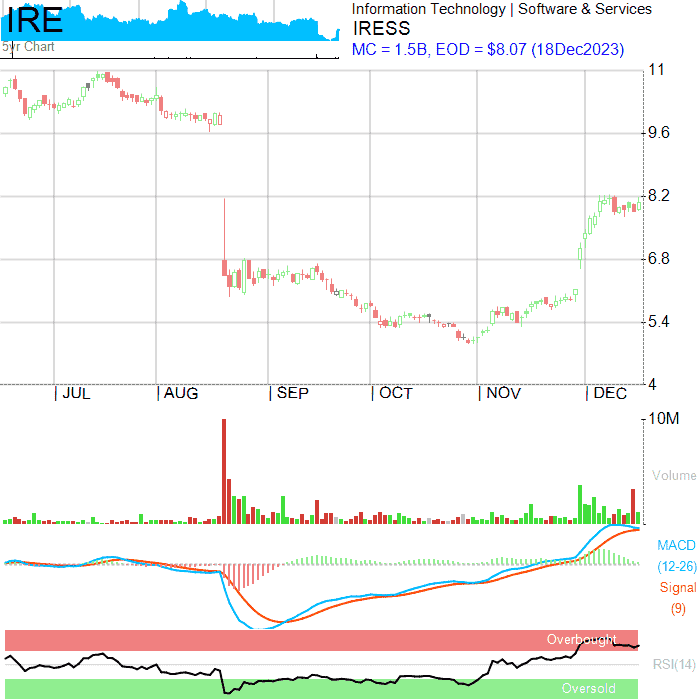 IRE
Information Technology | Software & Services
IRESS
5yr Chart
MC = 1.5B, EOD = $8.07 (18Dec2023)
11
9.6
8.2
6.8
5.4
4
JUL AUG SEP OCT NOV DEC
10M
Volume
MACD
(12-26)
Signal
(9)
Overbought
RSI(14)
Oversold